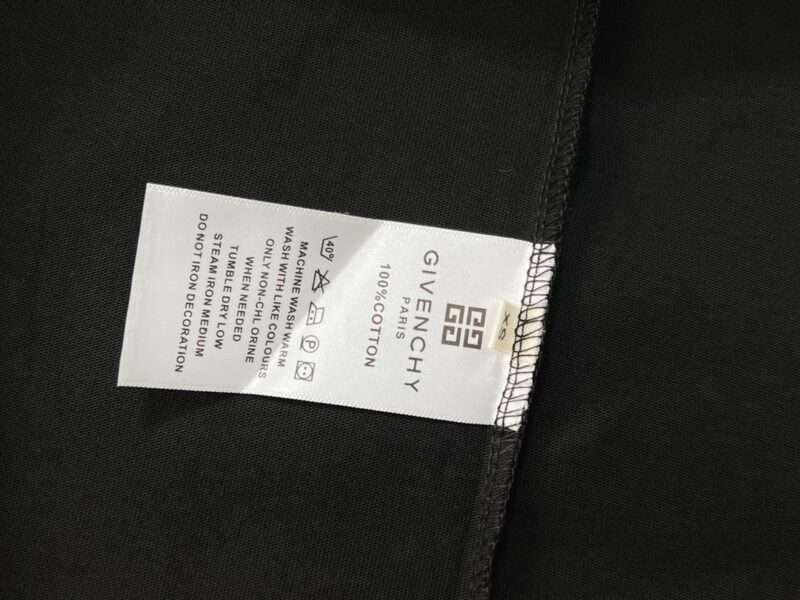 XS
GIVENCHY
PARIS
100%COTTON
40°
P
MACHINE WASH WARM
WASH WITH LIKE COLOURS
ONLY NON-CHL ORINE
WHEN NEEDED
TUMBLE DRY LOW
STEAM IRON MEDIUM
DO NOT IRON DECORATION